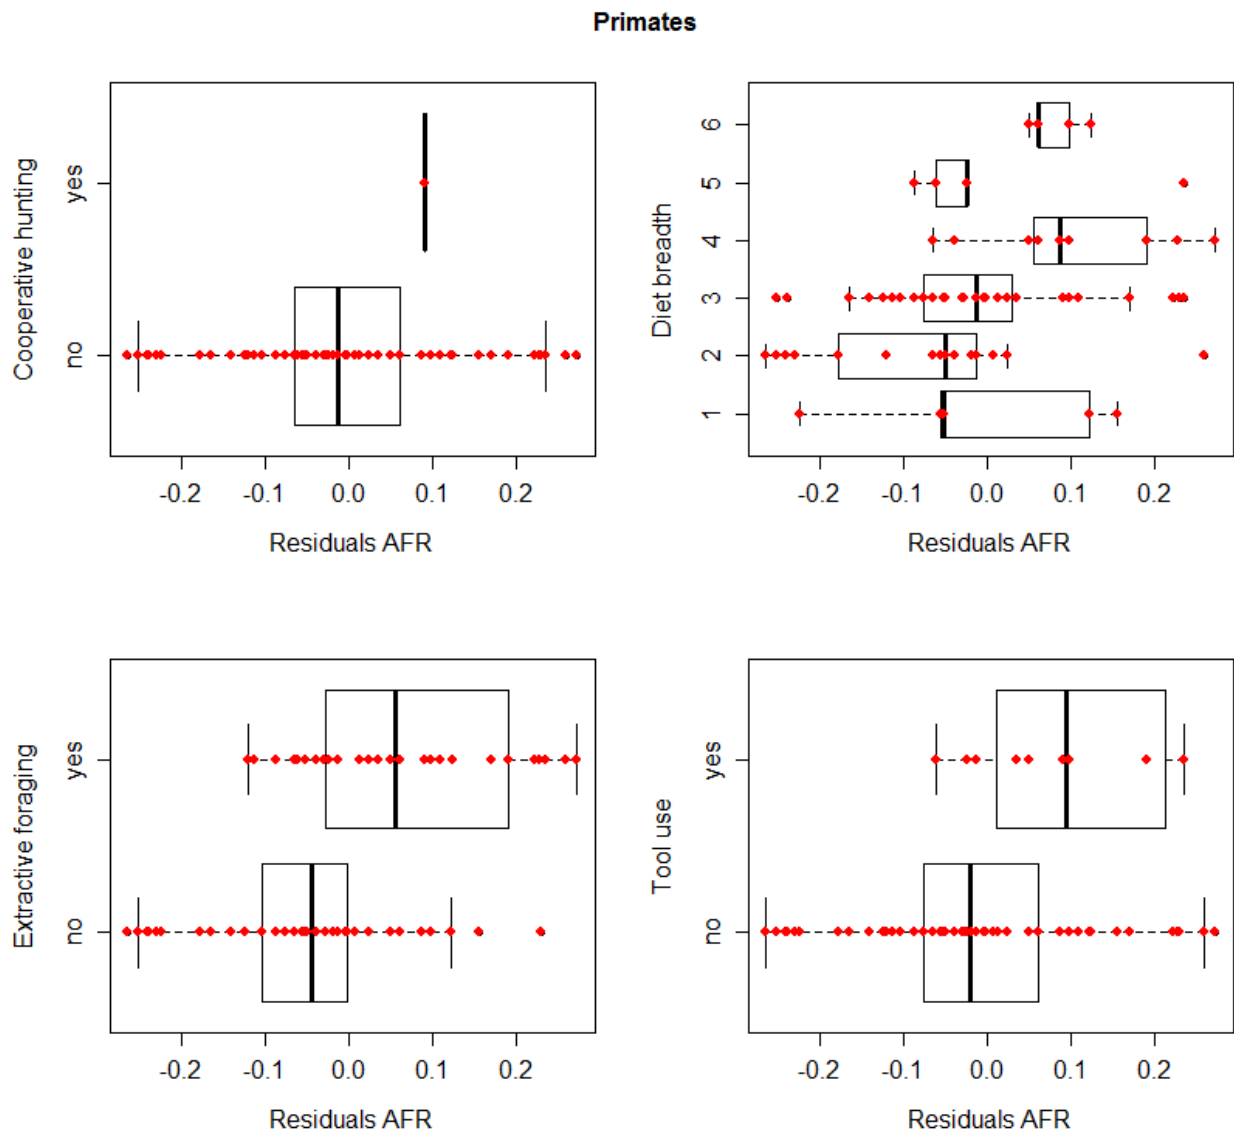 Primates
Cooperative hunting
yes
no
-0.2 -0.1 0.0 0.1 0.2
Residuals AFR
Diet breadth
6
5
4
3
2
1
-0.2 -0.1 0.0 0.1 0.2
Residuals AFR
Extractive foraging
yes
no
-0.2 -0.1 0.0 0.1 0.2
Residuals AFR
Tool use
yes
no
-0.2 -0.1 0.0 0.1 0.2
Residuals AFR